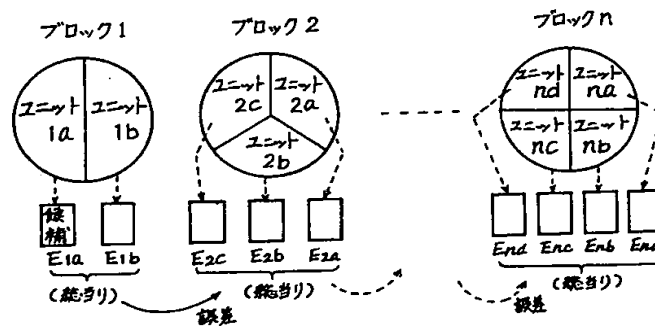 ブロック1
ブロック2
ブロックn
ユニット
1a
ユニット
1b
ユニット
2c
ユニット
2a
ユニット
2b
ユニット
nd
ユニット
na
ユニット
nc
ユニット
nb
候補
E1a
E1b
E2c
E2b
E2a
End
Enc
Enb
Ena
(総当り)
(総当り)
(総当り)
誤差
誤差